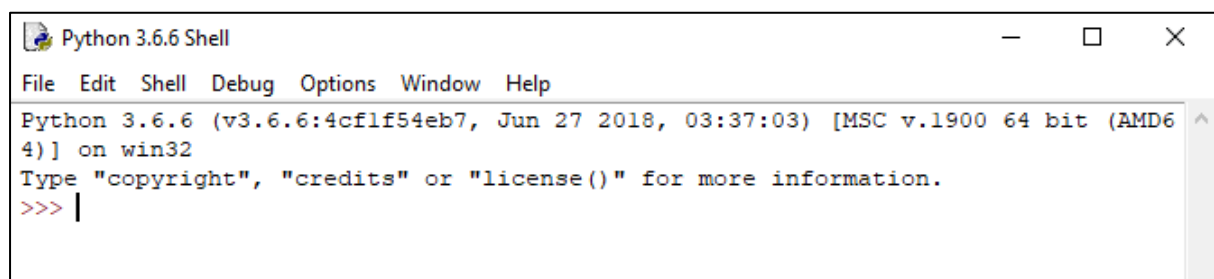 Python 3.6.6 Shell
File Edit Shell Debug Options Window Help
Python 3.6.6 (v3.6.6:4cf1f54eb7, Jun 27 2018, 03:37:03) [MSC v.1900 64 bit (AMD6
4)] on win32
Type "copyright", "credits" or "license()" for more information.
>>>